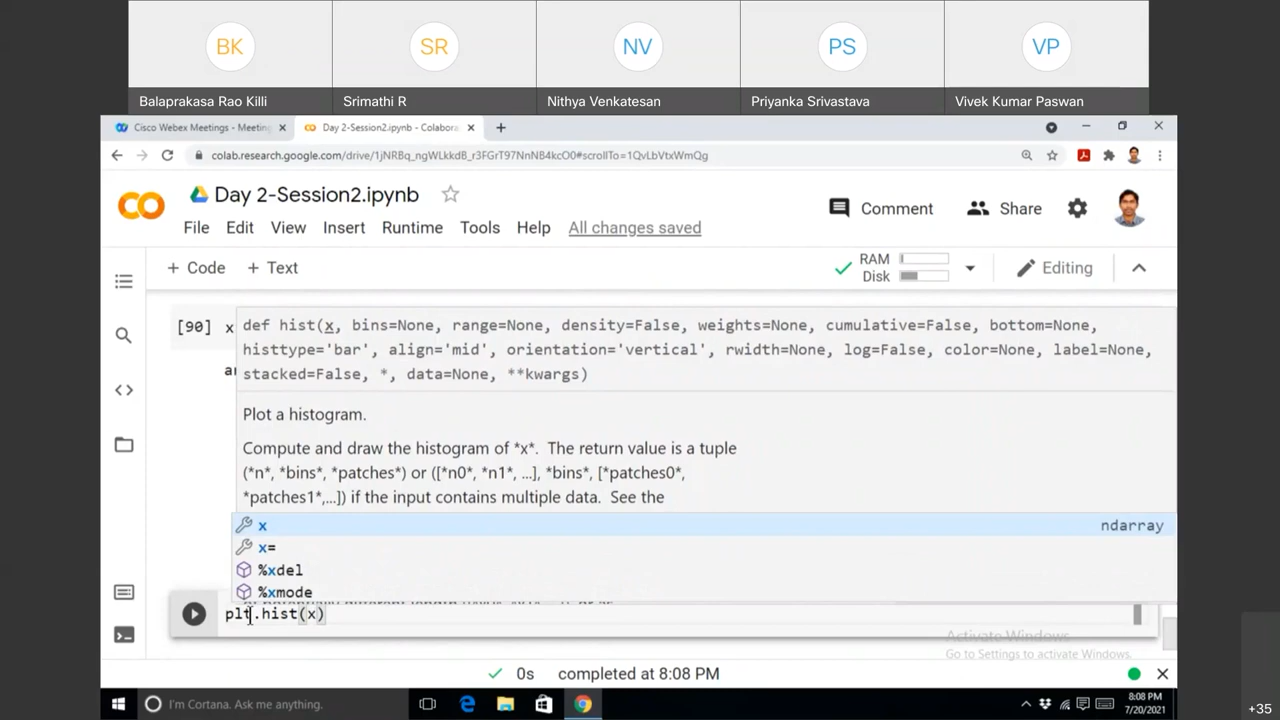 BK
SR
NV
PS
VP
Balaprakasa Rao Killi
Srimathi R
Nithya Venkatesan
Priyanka Srivastava
Vivek Kumar Paswan
Cisco Webex Meetings - Meeting
Day 2-Session2.ipynb - Colabora
colab.research.google.com/drive/1jNRBq_ngWLkkdB_r3FGrT97NnNB4kcO0#scrollTo=1QvLbVtxWmQg
Day 2-Session2.ipynb
Comment
Share
File Edit View Insert Runtime Tools Help All changes saved
+ Code + Text
RAM
Disk
Editing
[90] x
def hist(x, bins=None, range=None, density=False, weights=None, cumulative=False, bottom=None,
histtype='bar', align='mid', orientation='vertical', rwidth=None, log=False, color=None, label=None,
stacked=False, *, data=None, **kwargs)
Plot a histogram.
Compute and draw the histogram of *x*. The return value is a tuple
(*n*, *bins*, *patches*) or ([*n0*, *n1*, ...], *bins*, [*patches0*,
*patches1*,...]) if the input contains multiple data. See the
x ndarray
x=
%xdel
%xmode
plt.hist(x)
Activate Windows
Go to Settings to activate Windows.
0s completed at 8:08 PM
I'm Cortana. Ask me anything.
8:08 PM
7/20/2021
+35